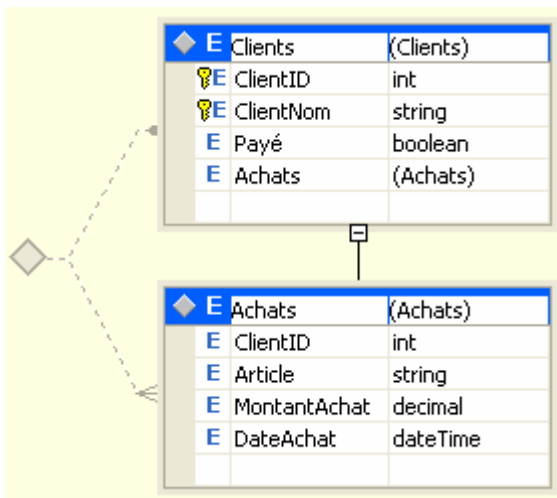 E Clients (Clients)
E ClientID int
E ClientNom string
E Payé boolean
E Achats (Achats)
E Achats (Achats)
E ClientID int
E Article string
E MontantAchat decimal
E DateAchat dateTime